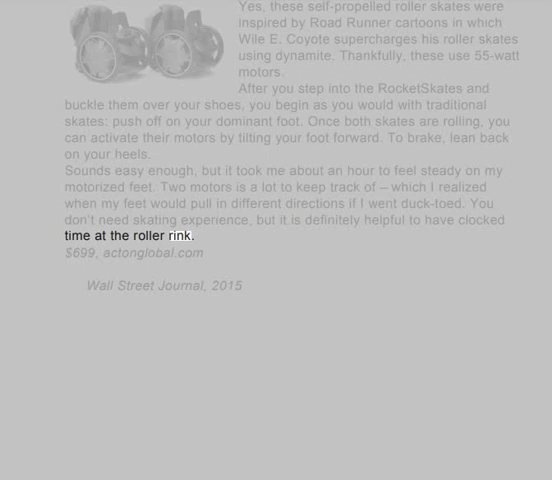 Yes, these self-propelled roller skates were
inspired by Road Runner cartoons in which
Wile E. Coyote supercharges his roller skates
using dynamite. Thankfully, these use 55-watt
motors.
After you step into the RocketSkates and
buckle them over your shoes, you begin as you would with traditional
skates: push off on your dominant foot. Once both skates are rolling, you
can activate their motors by tilting your foot forward. To brake, lean back
on your heels.
Sounds easy enough, but it took me about an hour to feel steady on my
motorized feet. Two motors is a lot to keep track of – which I realized
when my feet would pull in different directions if I went duck-toed. You
don't need skating experience, but it is definitely helpful to have clocked
time at the roller rink.
$699, actonglobal.com
Wall Street Journal, 2015